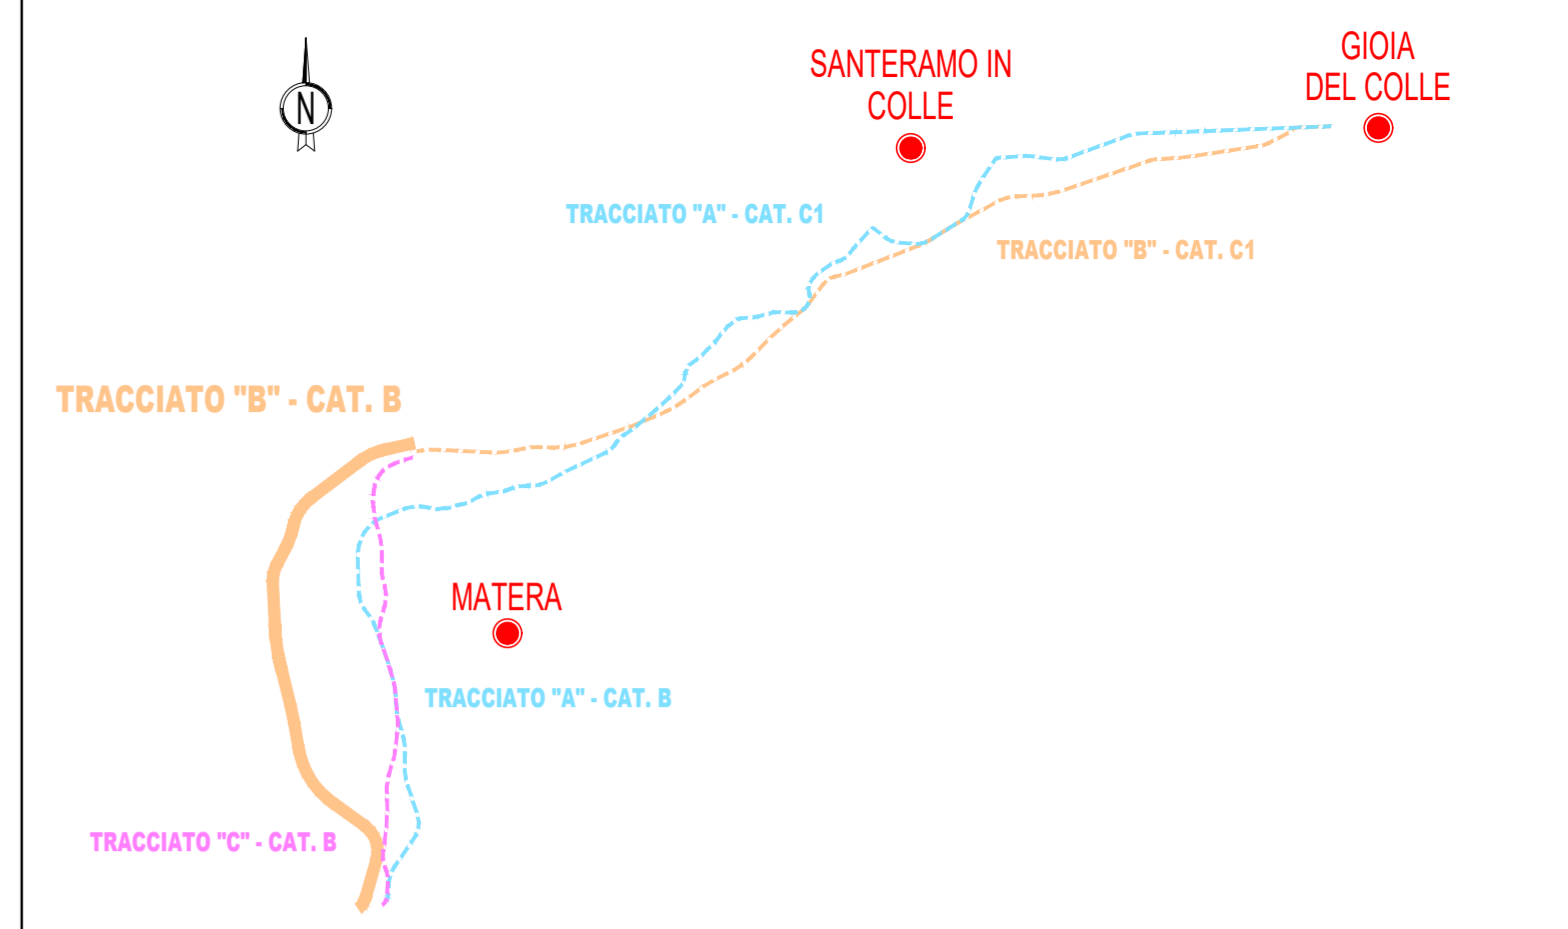 GIOIA
DEL COLLE
SANTERAMO IN
COLLE
N
TRACCIATO "A" - CAT. C1
TRACCIATO "B" - CAT. C1
TRACCIATO "B" - CAT. B
MATERA
TRACCIATO "A" - CAT. B
TRACCIATO "C" - CAT. B